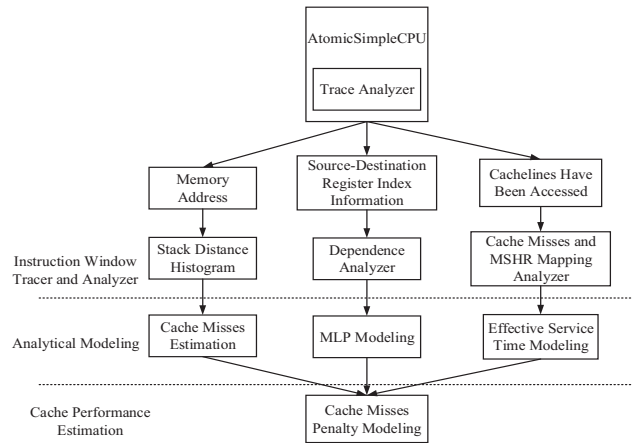 AtomicSimpleCPU
Trace Analyzer
Memory
Address
Source-Destination
Register Index
Information
Cachelines Have
Been Accessed
Instruction Window
Tracer and Analyzer
Stack Distance
Histogram
Dependence
Analyzer
Cache Misses and
MSHR Mapping
Analyzer
Analytical Modeling
Cache Misses
Estimation
MLP Modeling
Effective Service
Time Modeling
Cache Performance
Estimation
Cache Misses
Penalty Modeling